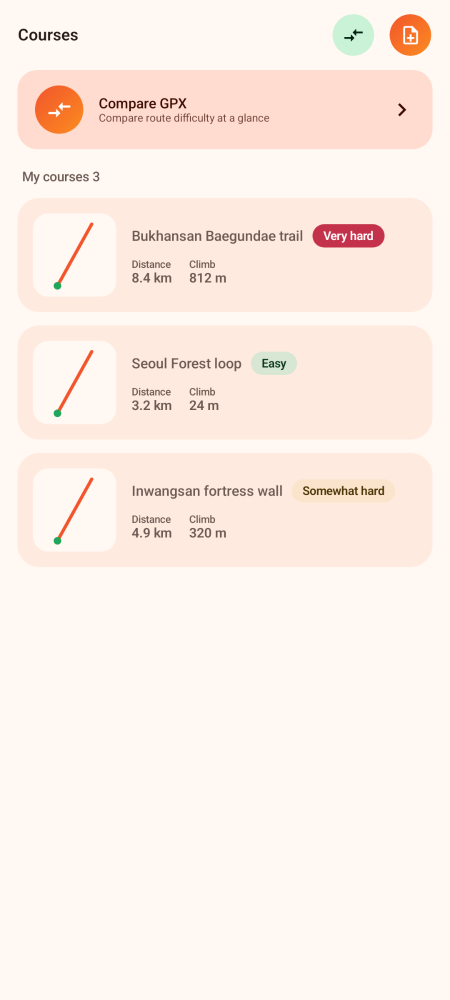 Courses
Compare GPX
Compare route difficulty at a glance
My courses 3
Bukhansan Baegundae trail Very hard
Distance Climb
8.4 km 812 m
Seoul Forest loop Easy
Distance Climb
3.2 km 24 m
Inwangsan fortress wall Somewhat hard
Distance Climb
4.9 km 320 m